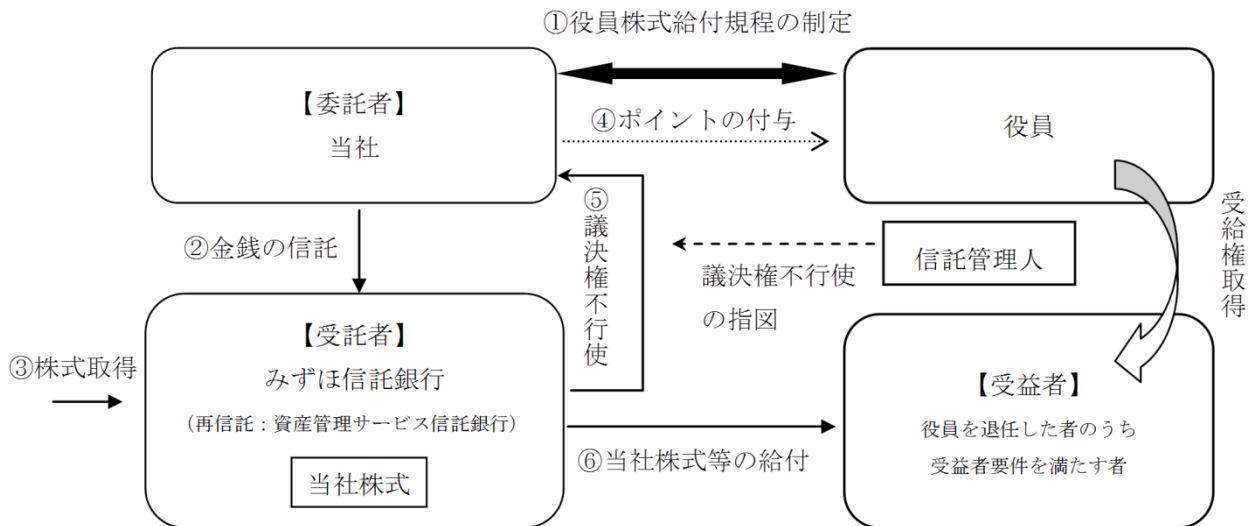 ①役員株式給付規程の制定
【委託者】
当社
役員
④ポイントの付与
②金銭の信託
⑤議決権不行使
議決権不行使
の指図
信託管理人
受給権取得
③株式取得
【受託者】
みずほ信託銀行
（再信託：資産管理サービス信託銀行）
当社株式
⑥当社株式等の給付
【受益者】
役員を退任した者のうち
受益者要件を満たす者